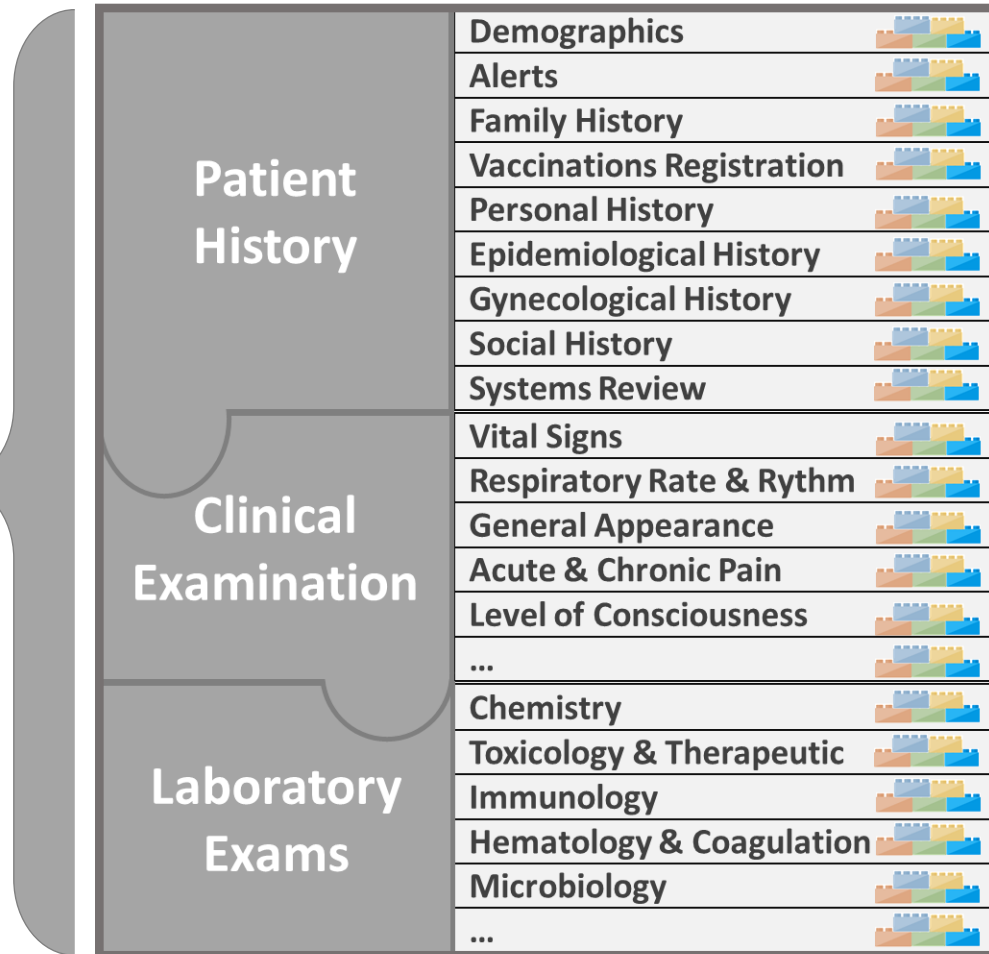 Patient
History
Demographics
Alerts
Family History
Vaccinations Registration
Personal History
Epidemiological History
Gynecological History
Social History
Systems Review
Clinical
Examination
Vital Signs
Respiratory Rate & Rythm
General Appearance
Acute & Chronic Pain
Level of Consciousness
...
Laboratory
Exams
Chemistry
Toxicology & Therapeutic
Immunology
Hematology & Coagulation
Microbiology
...